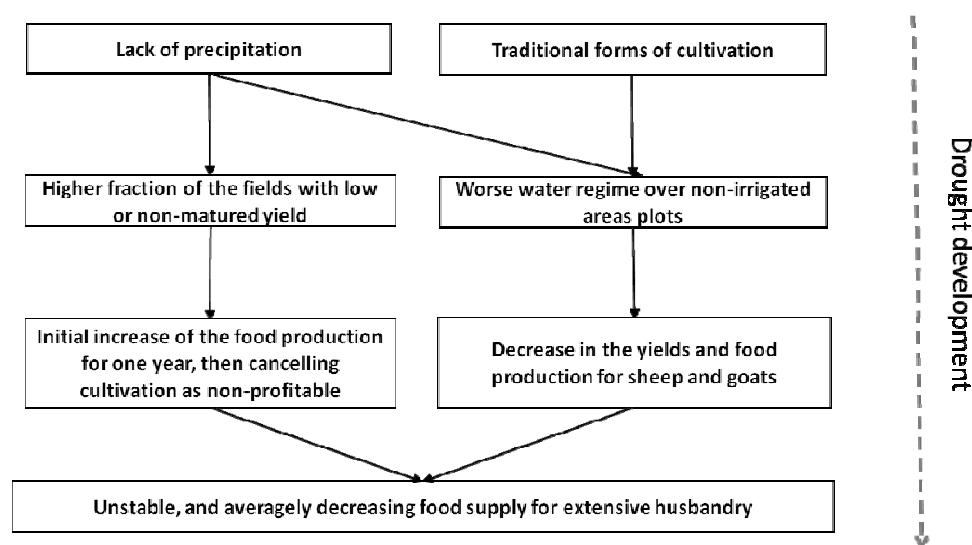 Lack of precipitation
Traditional forms of cultivation
Higher fraction of the fields with low
or non-matured yield
Worse water regime over non-irrigated
areas plots
Initial increase of the food production
for one year, then cancelling
cultivation as non-profitable
Decrease in the yields and food
production for sheep and goats
Unstable, and averagely decreasing food supply for extensive husbandry
Drought development